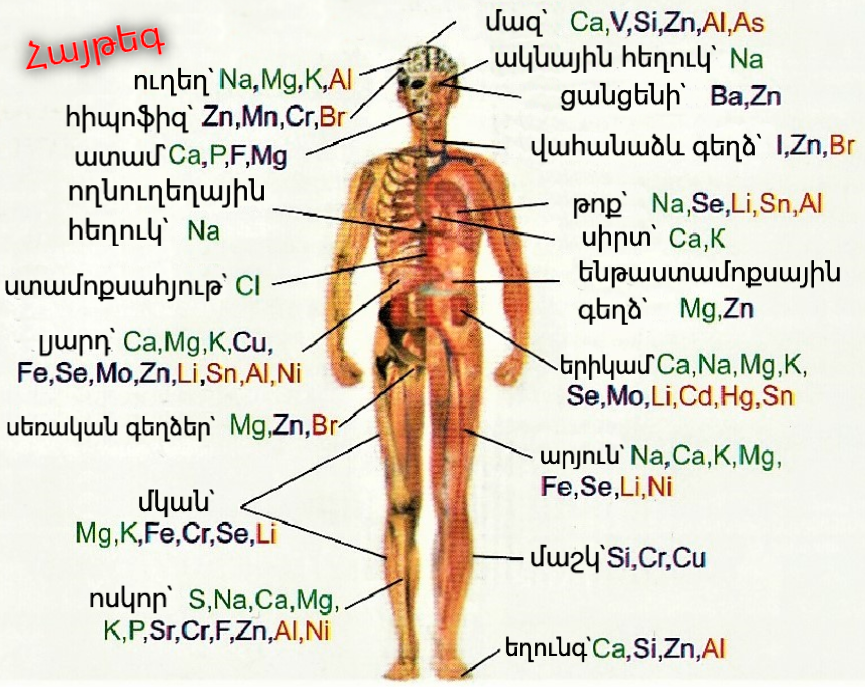 Հայթեզ
մազ՝ Ca,V,Si,Zn,Al,As
ակնային հեղուկ՝ Na
ուղեղ՝ Na,Mg,K,Al
ցանցենի՝ Ba,Zn
հիպոֆիզ՝ Zn,Mn,Cr,Br
վահանաձև գեղձ՝ I,Zn,Br
ատամ Ca,P,F,Mg
ողնուղեղային
հեղուկ՝ Na
թոք՝ Na,Se,Li,Sn,Al
սիրտ՝ Ca,K
ենթաստամոքսային
գեղձ՝ Mg,Zn
ստամոքսահյութ՝ Cl
լյարդ՝ Ca,Mg,K,Cu,
Fe,Se,Mo,Zn,Li,Sn,Al,Ni
երիկամ Ca,Na,Mg,K,
Se,Mo,Li,Cd,Hg,Sn
սեռական գեղձեր՝ Mg,Zn,Br
արյուն՝ Na,Ca,K,Mg,
Fe,Se,Li,Ni
մկան՝
Mg,K,Fe,Cr,Se,Li
մաշկ՝Si,Cr,Cu
ոսկոր՝ S,Na,Ca,Mg,
K,P,Sr,Cr,F,Zn,Al,Ni
եղունգ՝Ca,Si,Zn,Al